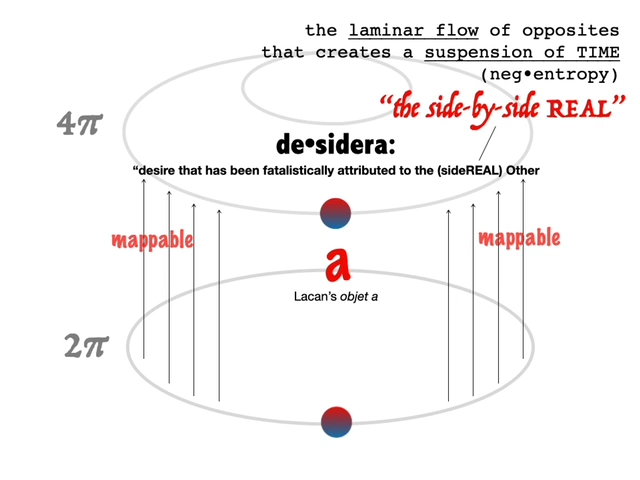 the laminar flow of opposites
that creates a suspension of TIME
(neg•entropy)
“the side-by-side REAL”
4π
de•sidera:
“desire that has been fatalistically attributed to the (sideREAL) Other
mappable
mappable
a
Lacan’s objet a
2π